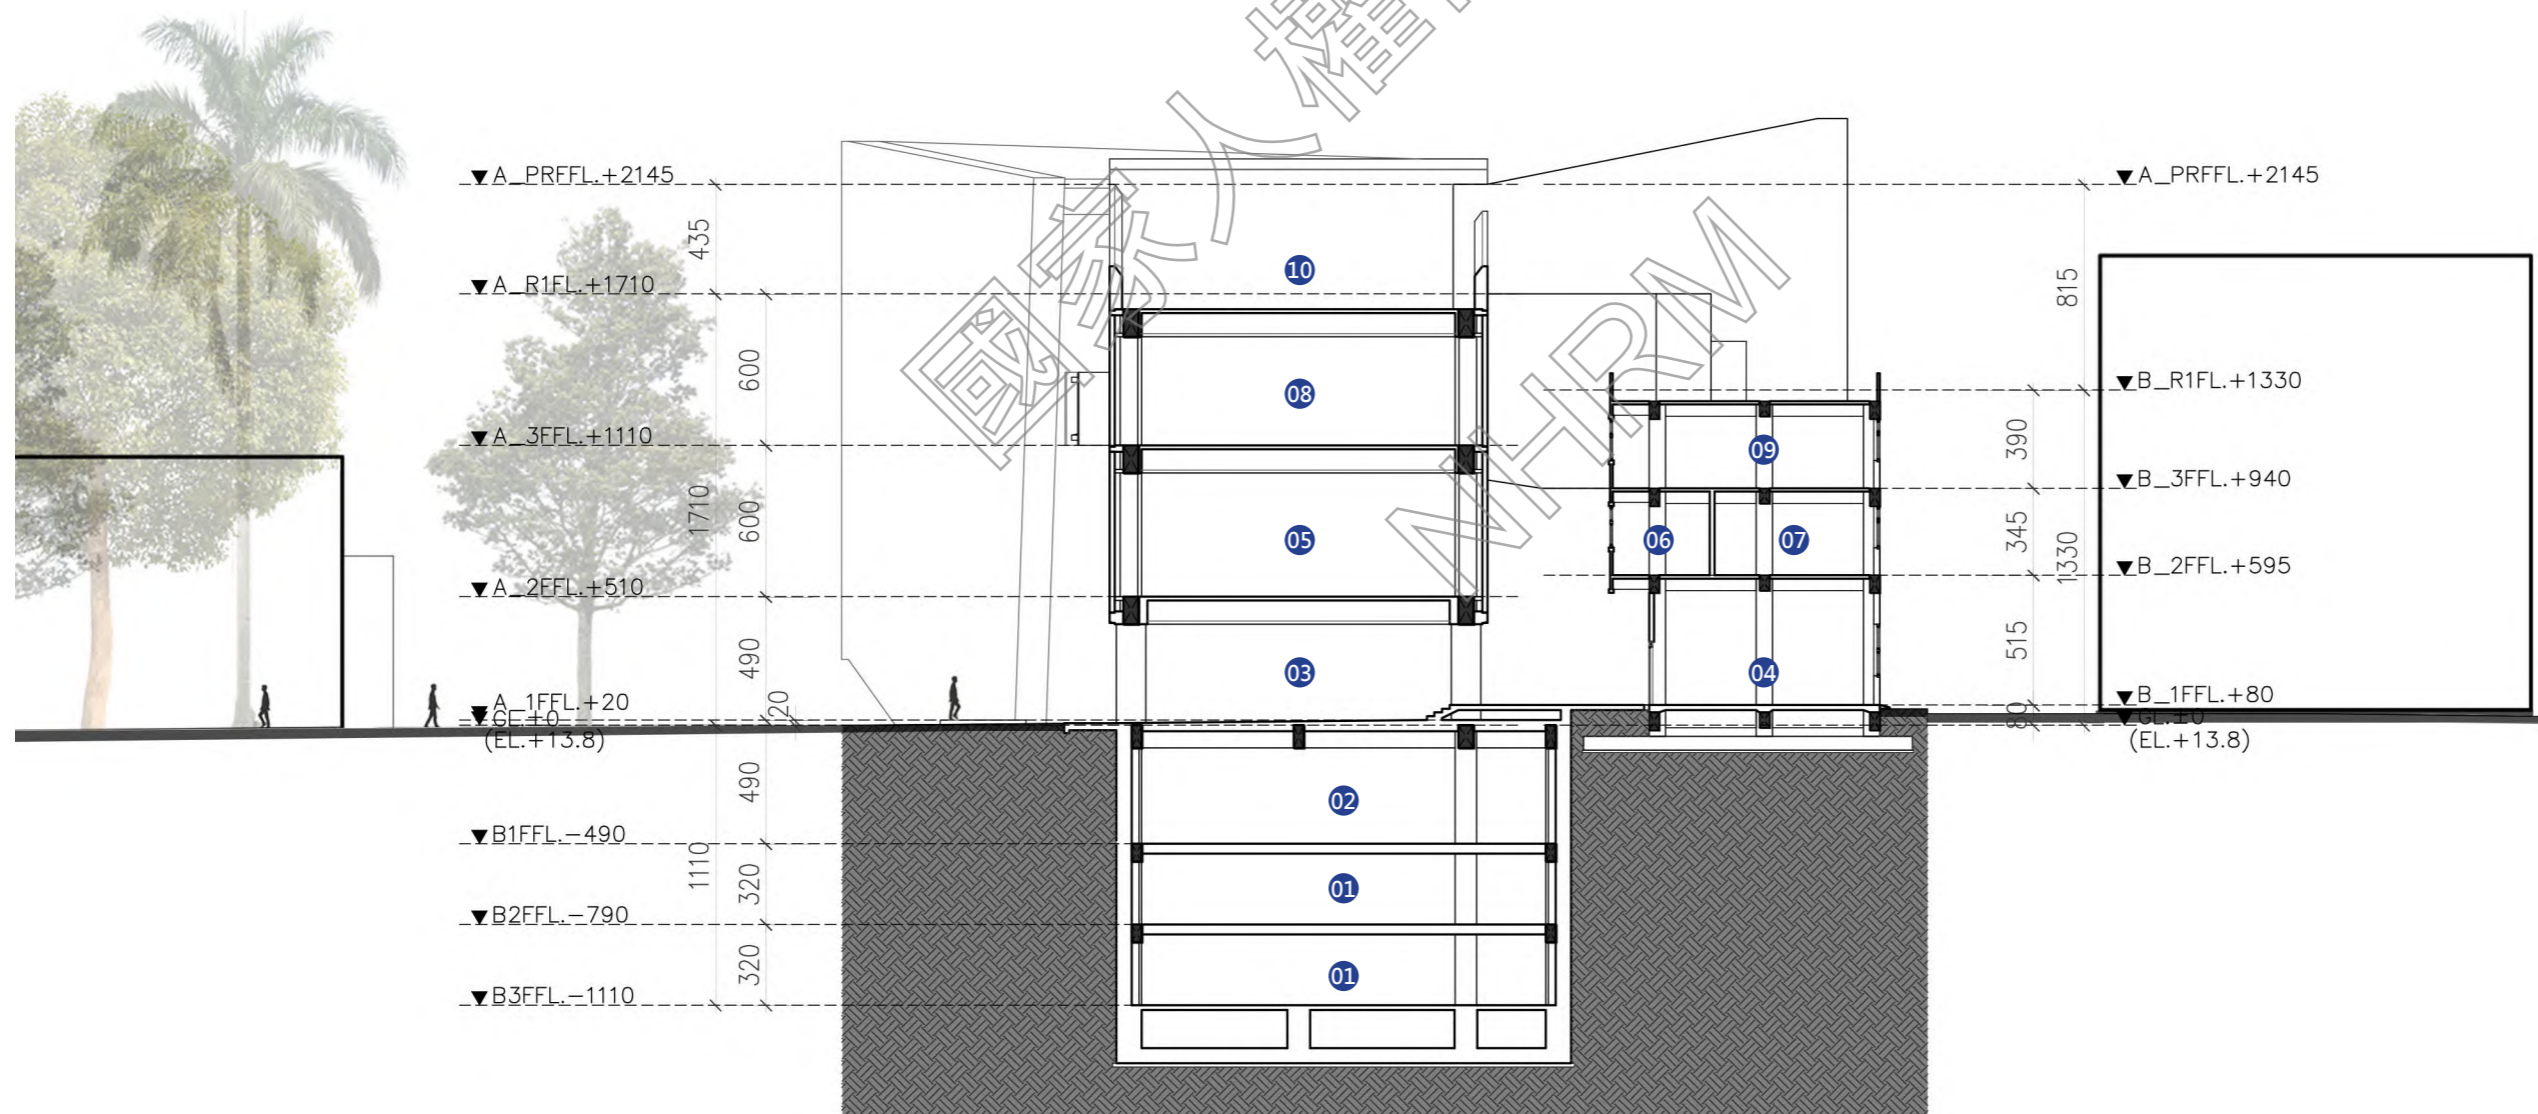 國家人權
NHRM
▼A_PRFFL.+2145
▼A_R1FL.+1710
▼A_3FFL.+1110
▼A_2FFL.+510
▼A_1FFL.+20
▼GL.±0
(EL.+13.8)
▼B1FFL.-490
▼B2FFL.-790
▼B3FFL.-1110
435
1710
1110
600
600
490
20
490
320
320
10
08
05
03
02
01
01
09
06
07
04
815
1330
390
345
515
80
▼A_PRFFL.+2145
▼B_R1FL.+1330
▼B_3FFL.+940
▼B_2FFL.+595
▼B_1FFL.+80
▼GL.±0
(EL.+13.8)